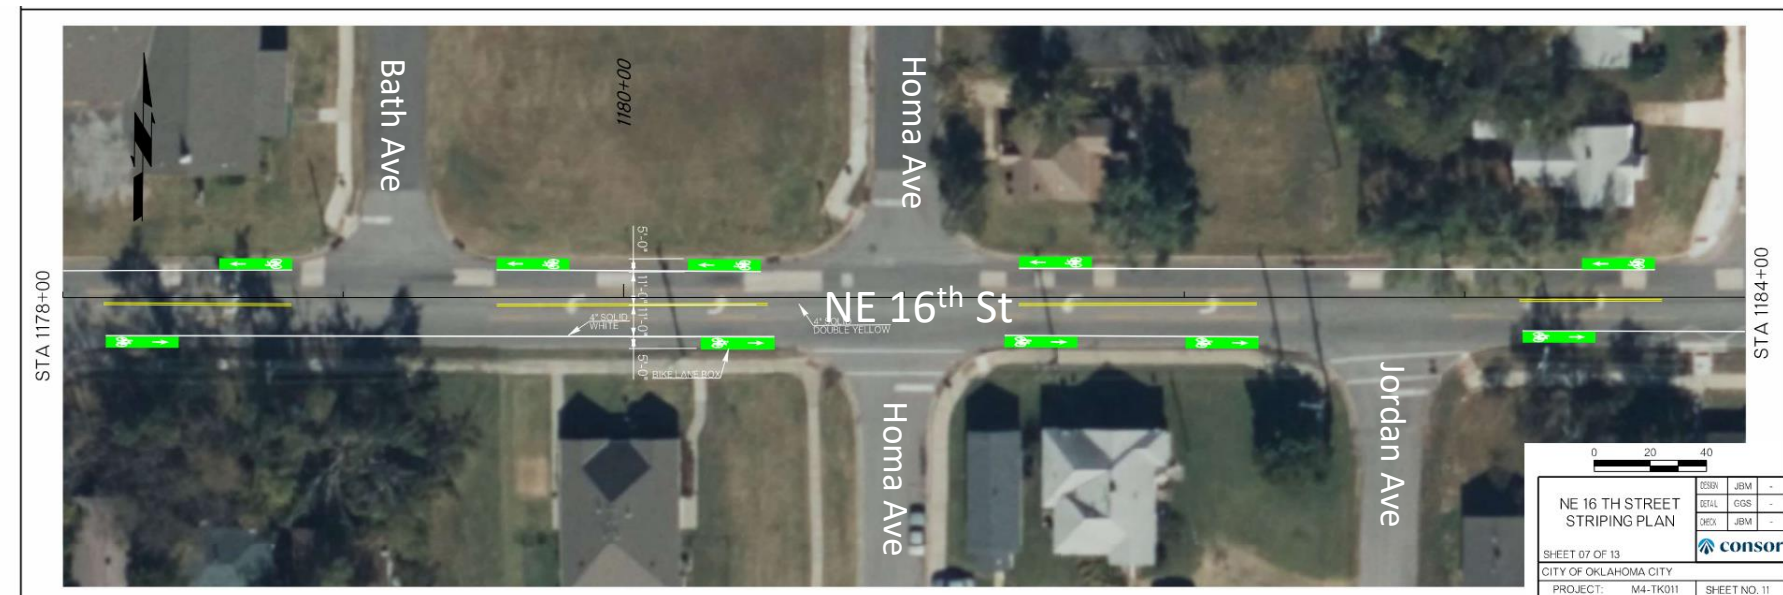 Bath Ave
1180+00
Homa Ave
STA 1178+00
STA 1184+00
5'-0"
11'-0"
11'-0"
5'-0"
NE 16th St
4" SOLID
WHITE
4" SOLID
DOUBLE YELLOW
BIKE LANE BOX
Homa Ave
Jordan Ave
0 20 40
NE 16 TH STREET
STRIPING PLAN
DESIGN JBM -
DETAIL GGS -
CHECK JBM -
consor
SHEET 07 OF 13
CITY OF OKLAHOMA CITY
PROJECT: M4-TK011 SHEET NO. 11